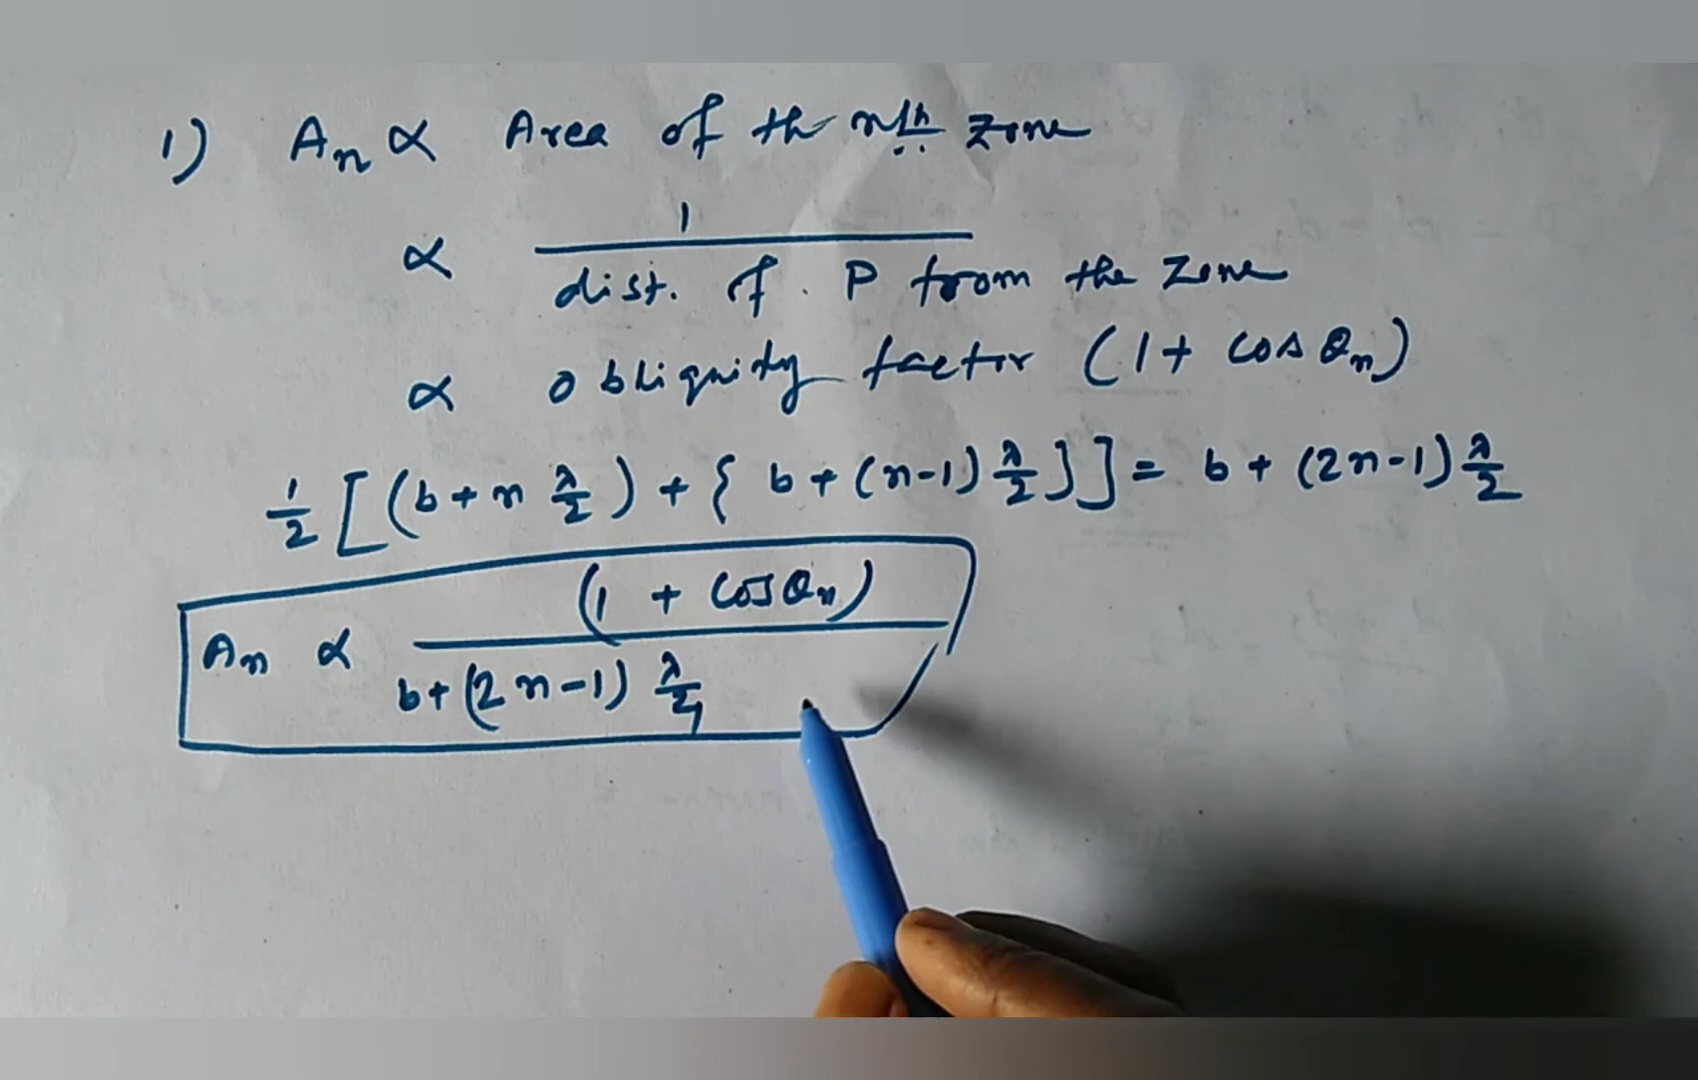 1) An ∝ Area of th nth zone
∝ 1 / dist. of P from the zone
∝ obliquity factor (1 + cos θn)
1/2 [(b + n λ/2) + { b + (n-1) λ/2 }] = b + (2n-1) λ/2
An ∝ (1 + cos θn) / b + (2n-1) λ/2